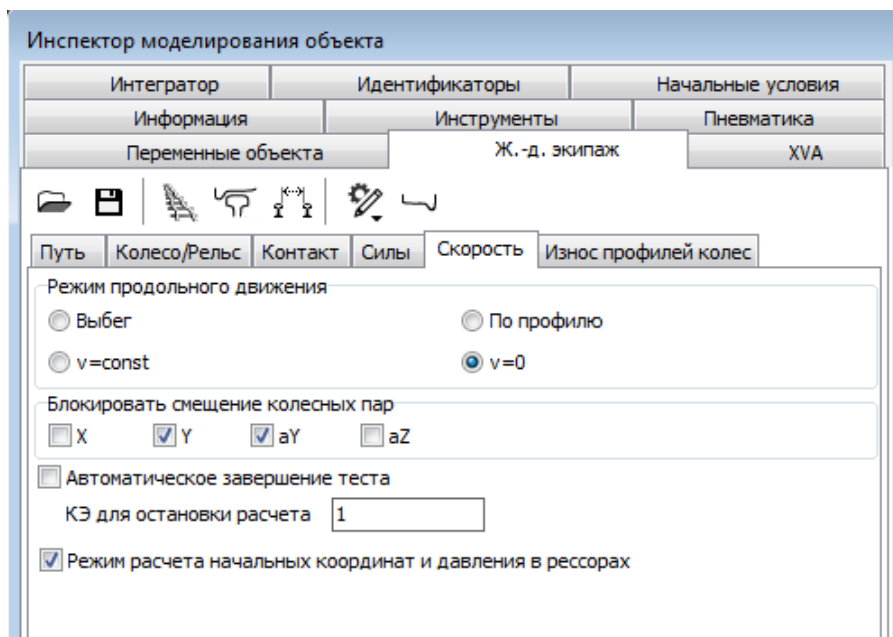 Инспектор моделирования объекта
Интегратор Идентификаторы Начальные условия
Информация Инструменты Пневматика
Переменные объекта Ж.-д. экипаж XVA
Путь Колесо/Рельс Контакт Силы Скорость Износ профилей колес
Режим продольного движения
Выбег По профилю
v=const v=0
Блокировать смещение колесных пар
X Y aY aZ
Автоматическое завершение теста
КЭ для остановки расчета 1
Режим расчета начальных координат и давления в рессорах